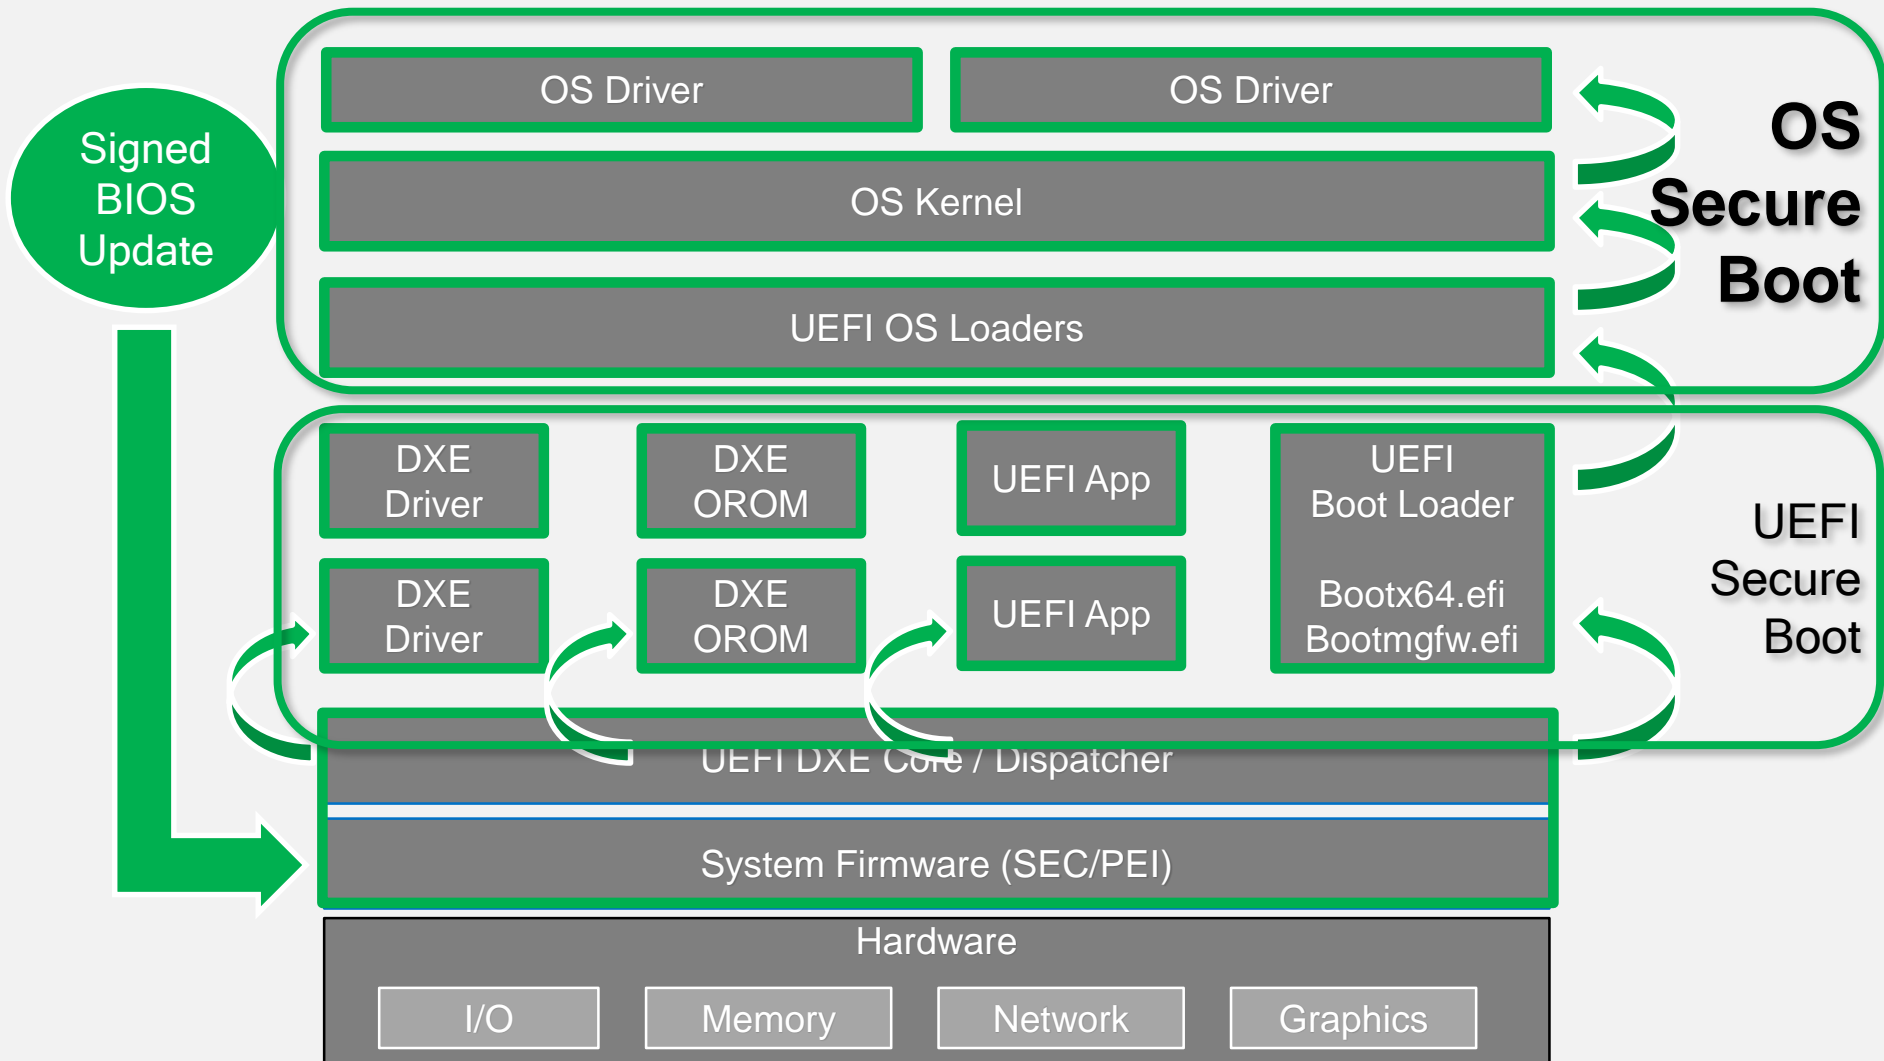 Signed
BIOS
Update
OS Driver
OS Driver
OS Kernel
UEFI OS Loaders
OS
Secure
Boot
DXE
Driver
DXE
OROM
UEFI App
UEFI
Boot Loader
Bootx64.efi
Bootmgfw.efi
DXE
Driver
DXE
OROM
UEFI App
UEFI
Secure
Boot
UEFI DXE Core / Dispatcher
System Firmware (SEC/PEI)
Hardware
I/O
Memory
Network
Graphics